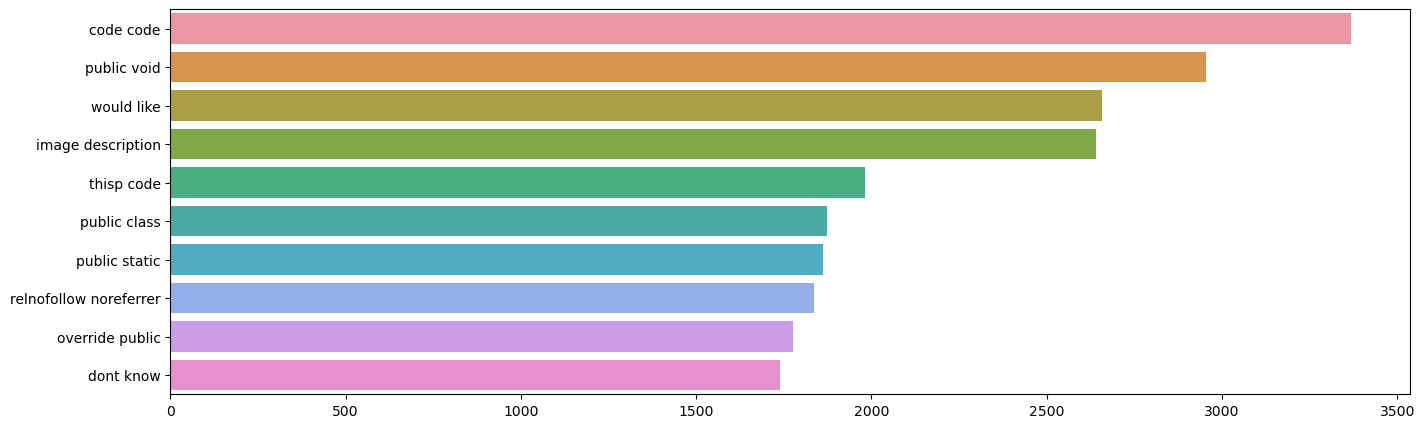 code code
public void
would like
image description
thisp code
public class
public static
relnofollow noreferrer
override public
dont know
0 500 1000 1500 2000 2500 3000 3500